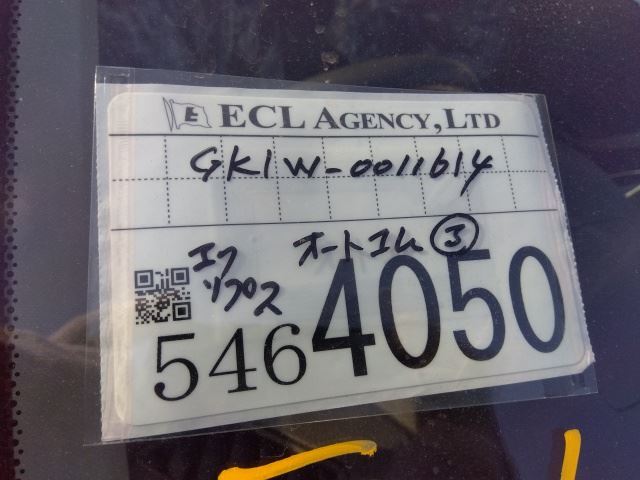 E ECL AGENCY, LTD
GK1W-0011614
エク オートコム ③
リプス
5464050